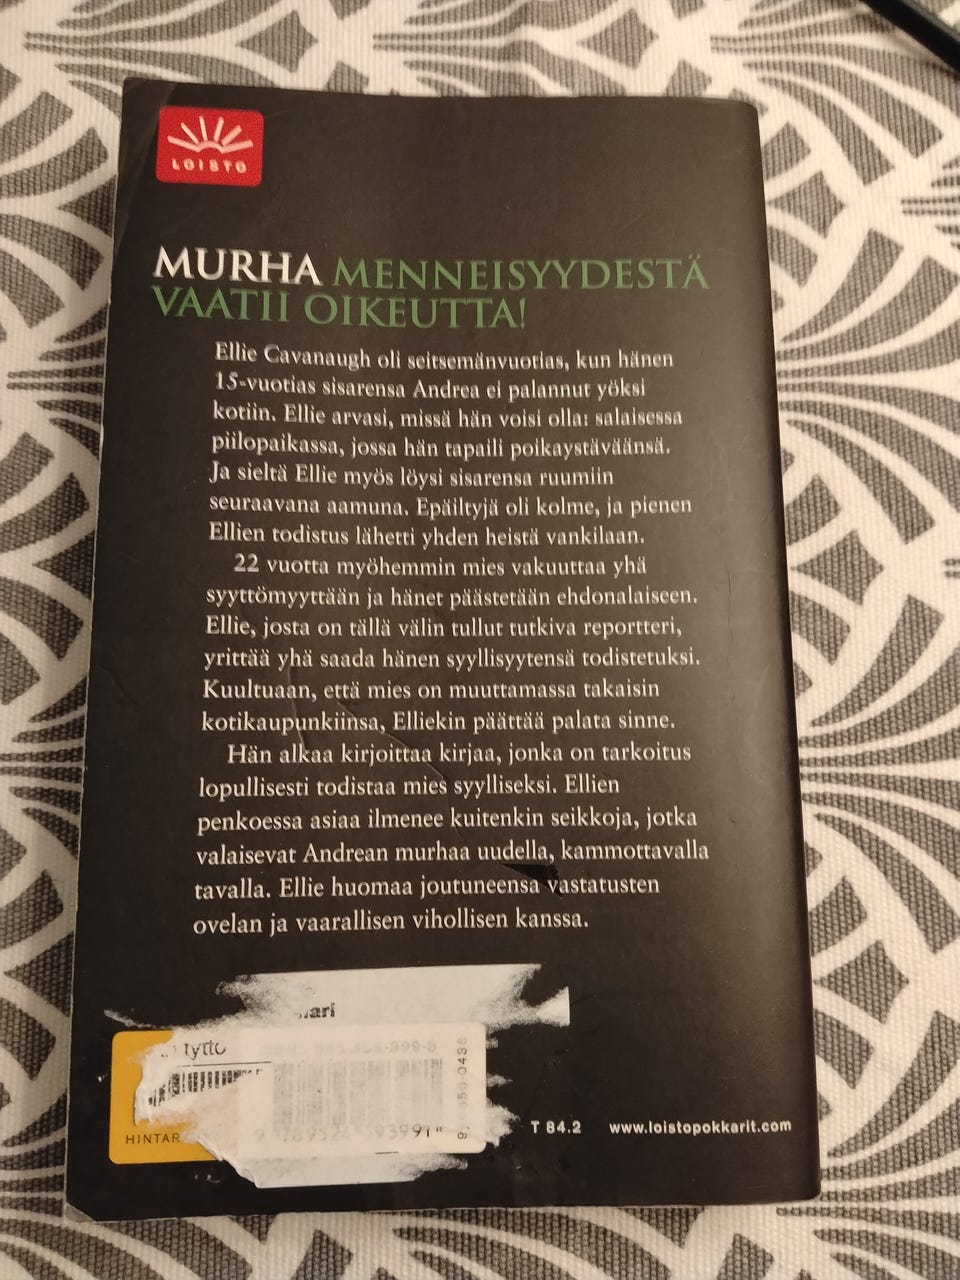 LOISTO
MURHA MENNEISYYDESTÄ
VAATII OIKEUTTA!
Ellie Cavanaugh oli seitsemänvuotias, kun hänen
15-vuotias sisarensa Andrea ei palannut yöksi
kotiin. Ellie arvasi, missä hän voisi olla: salaisessa
piilopaikassa, jossa hän tapaili poikaystäväänsä.
Ja sieltä Ellie myös löysi sisarensa ruumiin
seuraavana aamuna. Epäiltyjä oli kolme, ja pienen
Ellien todistus lähetti yhden heistä vankilaan.
22 vuotta myöhemmin mies vakuuttaa yhä
syyttömyyttään ja hänet päästetään ehdonalaiseen.
Ellie, josta on tällä välin tullut tutkiva reportteri,
yrittää yhä saada hänen syyllisyytensä todistetuksi.
Kuultuaan, että mies on muuttamassa takaisin
kotikaupunkiinsa, Elliekin päättää palata sinne.
Hän alkaa kirjoittaa kirjaa, jonka on tarkoitus
lopullisesti todistaa mies syylliseksi. Ellien
penkoessa asiaa ilmenee kuitenkin seikkoja, jotka
valaisevat Andrean murhaa uudella, kammottavalla
tavalla. Ellie huomaa joutuneensa vastatusten
ovelan ja vaarallisen vihollisen kanssa.
tyttö
HINTAR
T 84.2 www.loistopokkarit.com